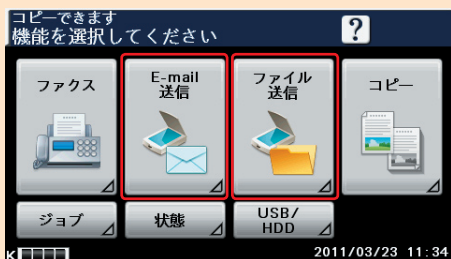 コピーできます
機能を選択してください
?
ファクス
E-mail
送信
ファイル
送信
コピー
ジョブ
状態
USB/
HDD
K
2011/03/23 11:34